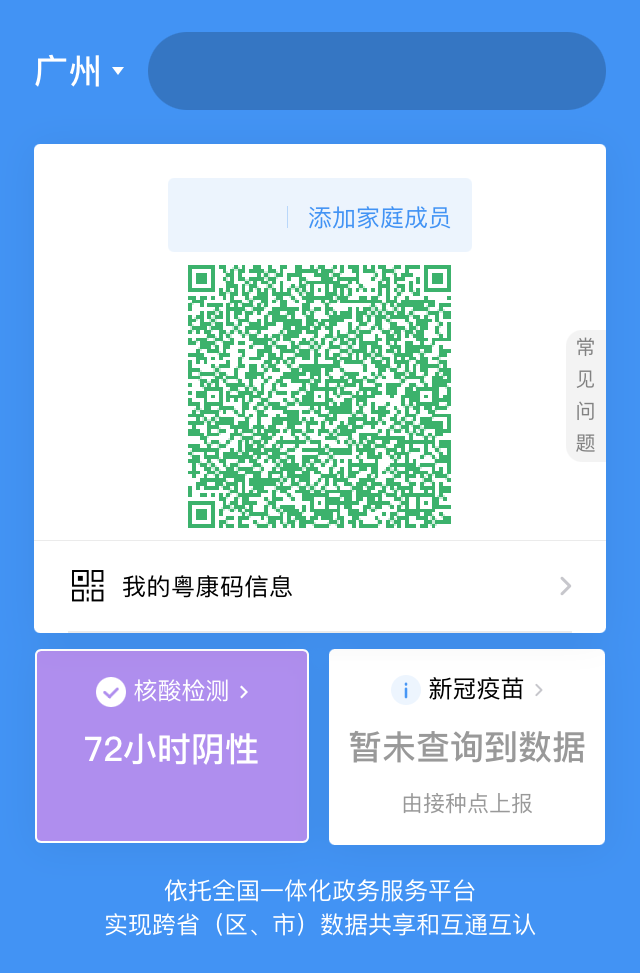 广州
添加家庭成员
常见问题
我的粤康码信息
核酸检测
72小时阴性
新冠疫苗
暂未查询到数据
由接种点上报
依托全国一体化政务服务平台
实现跨省（区、市）数据共享和互通互认